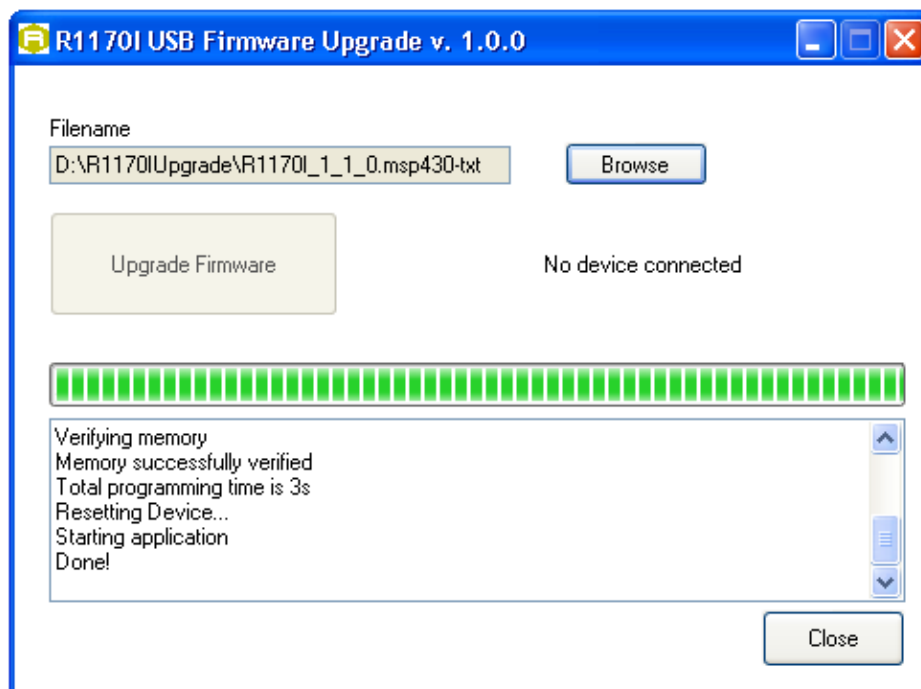 R1170I USB Firmware Upgrade v. 1.0.0
Filename
D:\R1170IUpgrade\R1170I_1_1_0.msp430-txt
Browse
Upgrade Firmware
No device connected
Verifying memory
Memory successfully verified
Total programming time is 3s
Resetting Device...
Starting application
Done!
Close